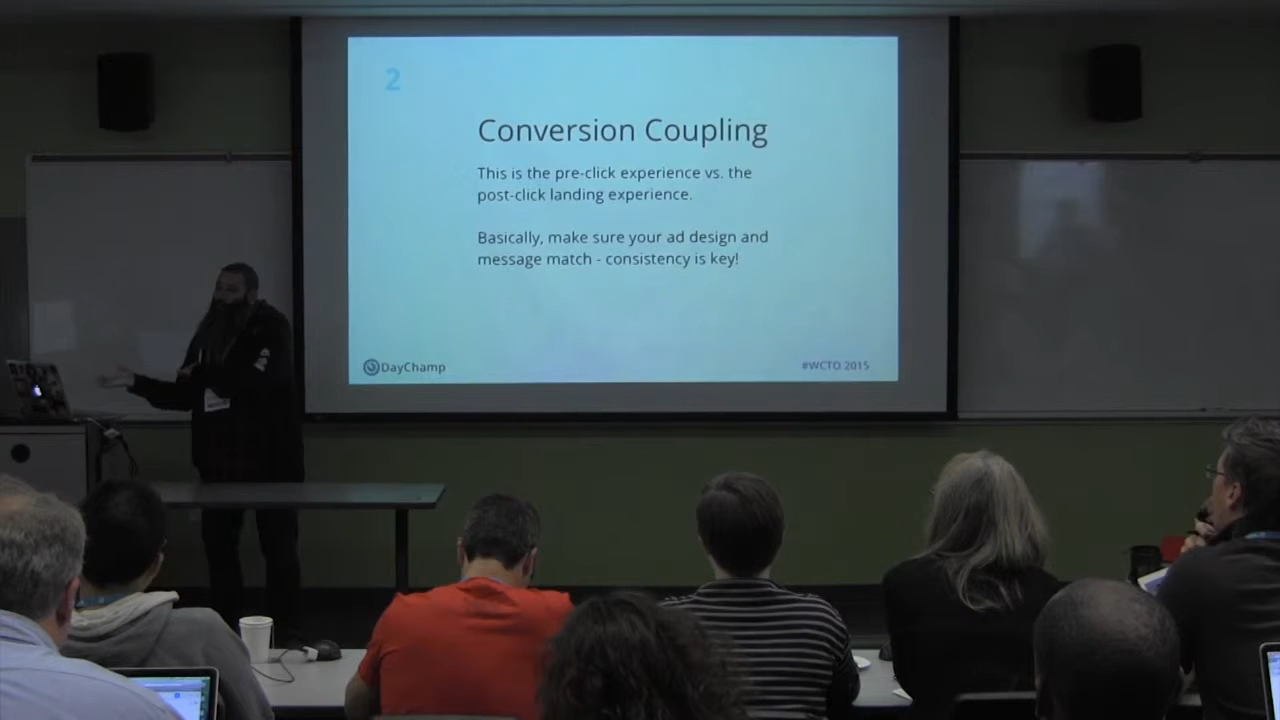 2
Conversion Coupling
This is the pre-click experience vs. the
post-click landing experience.
Basically, make sure your ad design and
message match - consistency is key!
DayChamp
#WCTO 2015